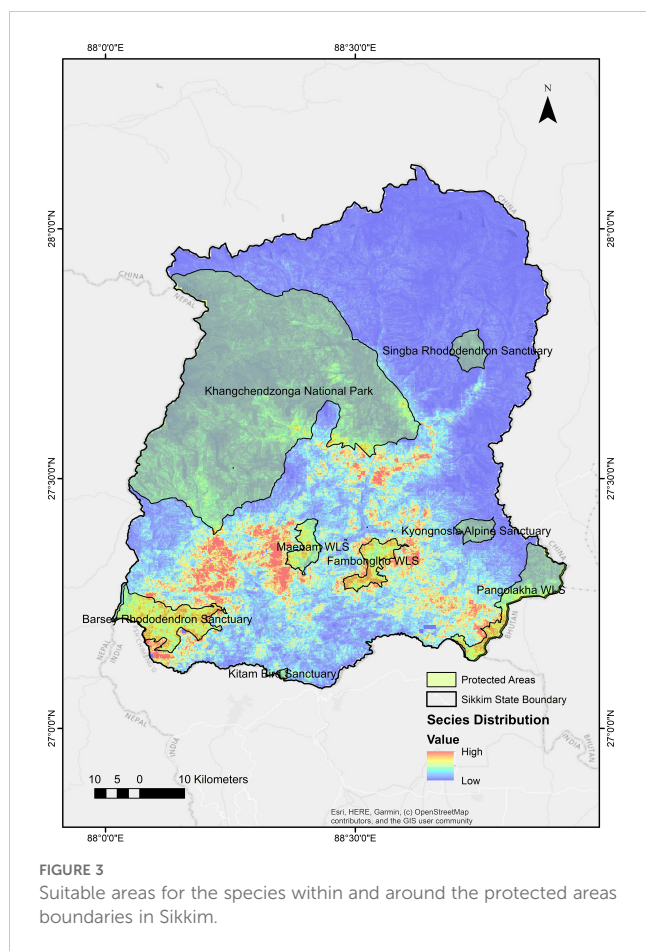 88°0'0"E 88°30'0"E
N
CHINA
28°0'0"N 28°0'0"N
CHINA
NEPAL
Singba Rhododendron Sanctuary
Khangchendzonga National Park
27°30'0"N 27°30'0"N
Kyongnosla Alpine Sanctuary
Maenam WLS
Fambonglho WLS
CHINA
Pangolakha WLS
BHUTAN
Barsey Rhododendron Sanctuary
NEPAL
INDIA
Kitam Bird Sanctuary
Protected Areas
Sikkim State Boundary
Secies Distribution
Value
High
Low
NEPAL
INDIA
BHUTAN
INDIA
27°0'0"N 27°0'0"N
10 5 0 10 Kilometers
Esri, HERE, Garmin, (c) OpenStreetMap
contributors, and the GIS user community
88°0'0"E 88°30'0"E
FIGURE 3
Suitable areas for the species within and around the protected areas
boundaries in Sikkim.